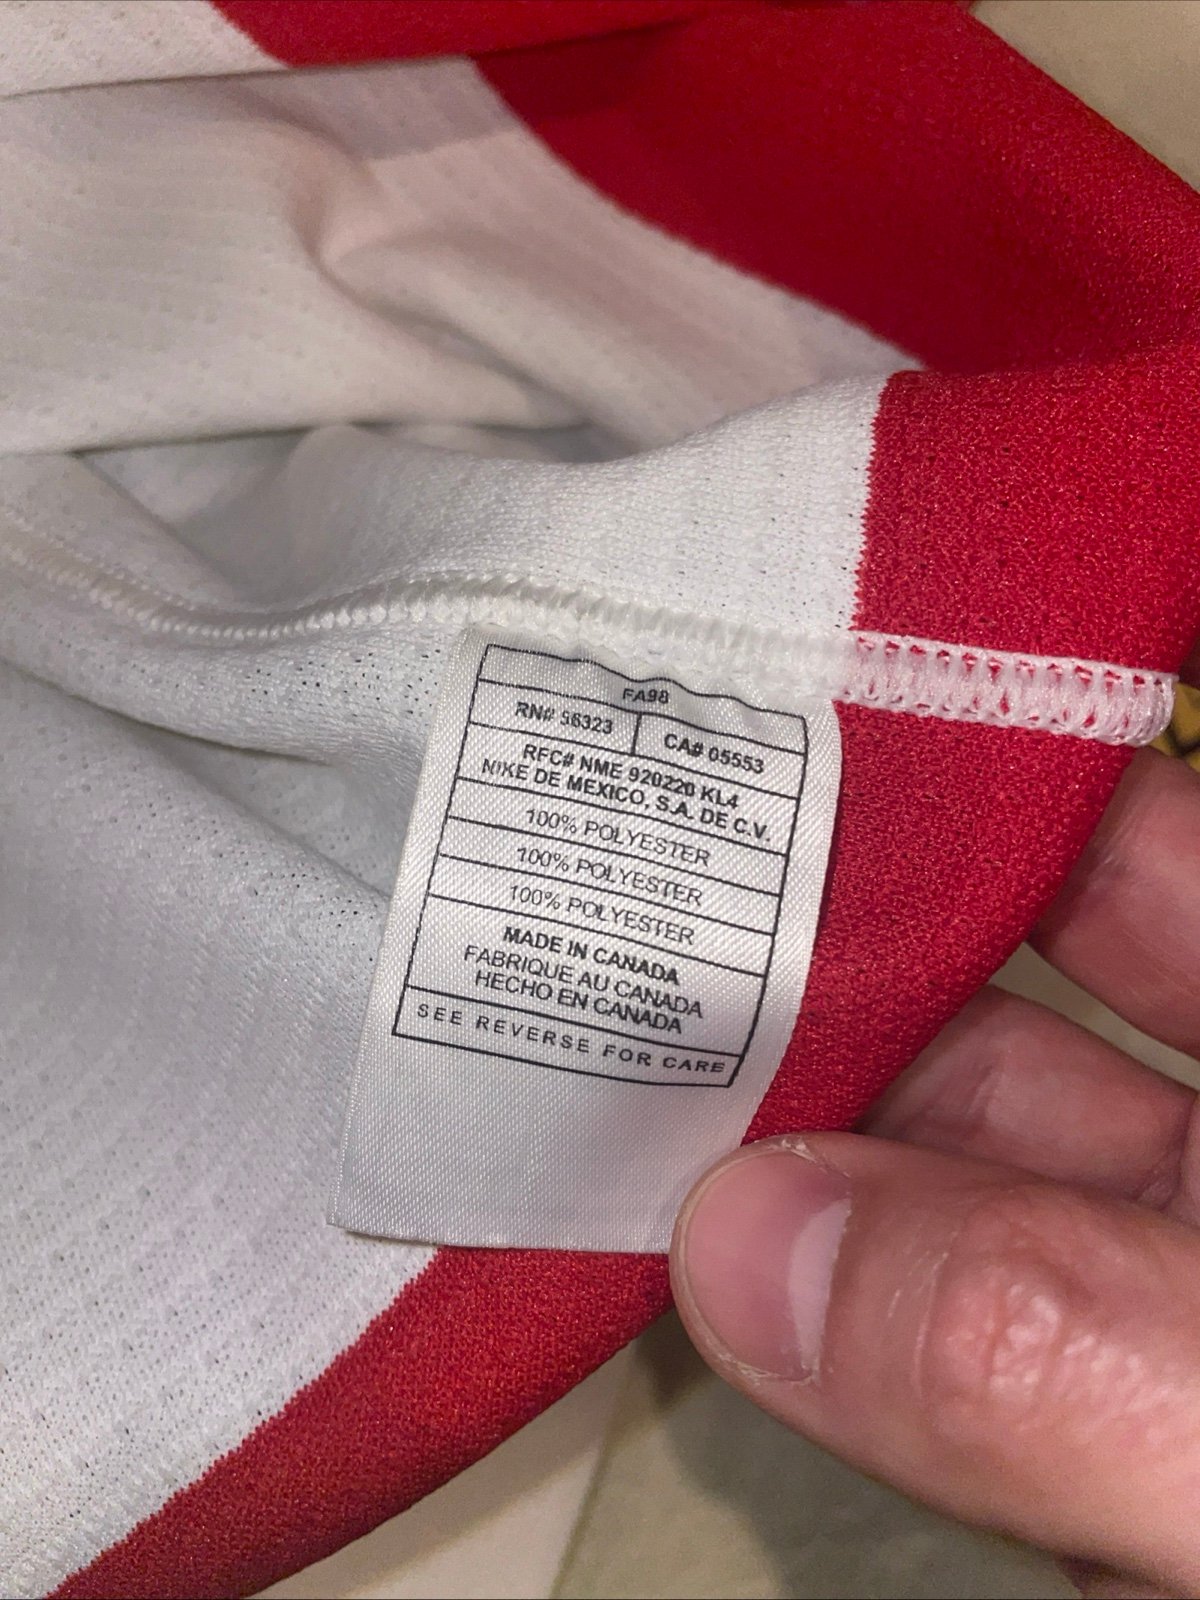 FA98
RN# 56323 CA# 05553
RFC# NME 920220 KL4
NIKE DE MEXICO, S.A. DE C.V.
100% POLYESTER
100% POLYESTER
100% POLYESTER
MADE IN CANADA
FABRIQUE AU CANADA
HECHO EN CANADA
SEE REVERSE FOR CARE